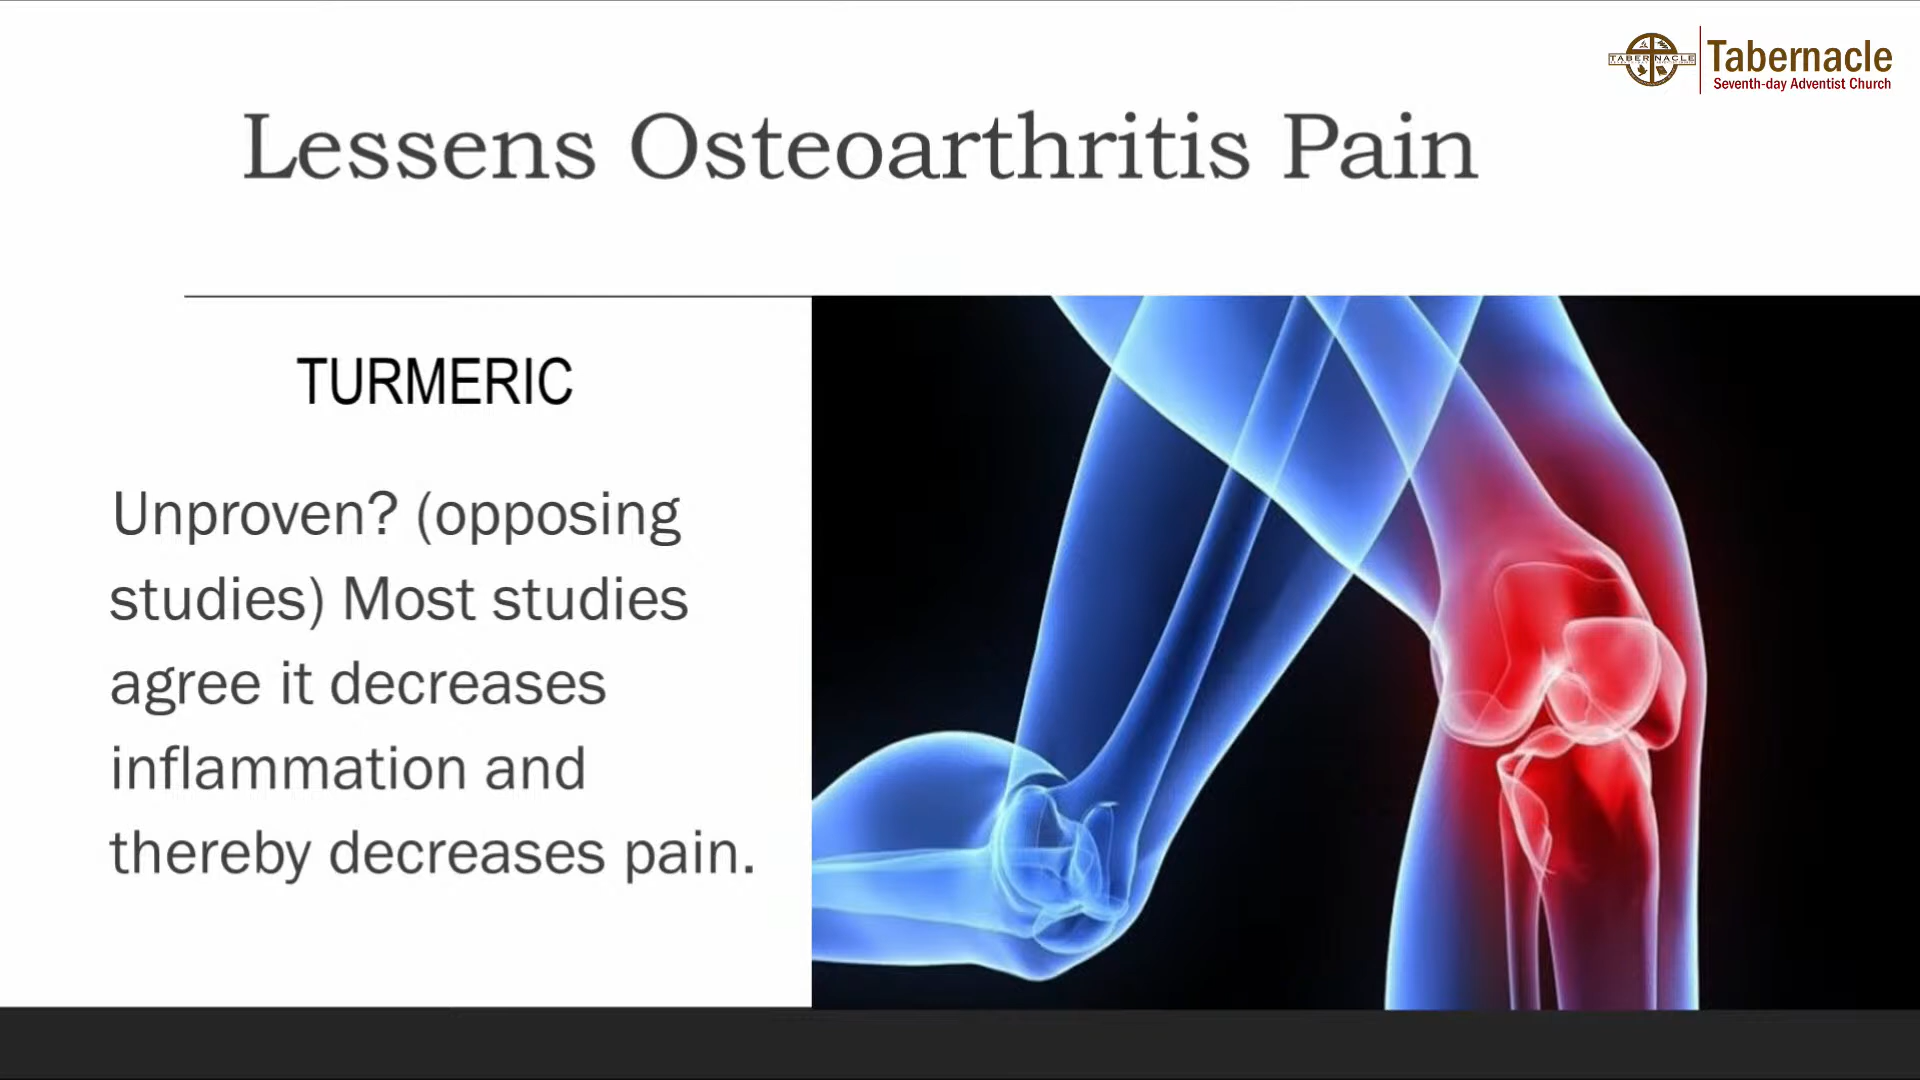 TABERNACLE
Tabernacle
Seventh-day Adventist Church
Lessens Osteoarthritis Pain
TURMERIC
Unproven? (opposing
studies) Most studies
agree it decreases
inflammation and
thereby decreases pain.